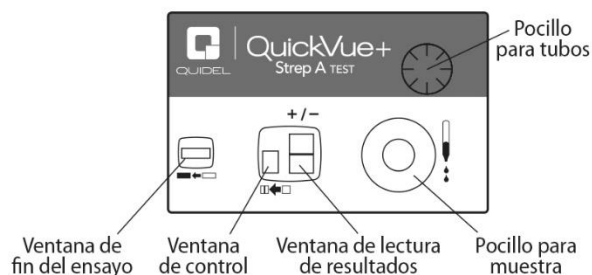 QUIDEL
QuickVue+
Strep A TEST
Pocillo
para tubos
+/−
Ventana de
fin del ensayo
Ventana
de control
Ventana de lectura
de resultados
Pocillo para
muestra